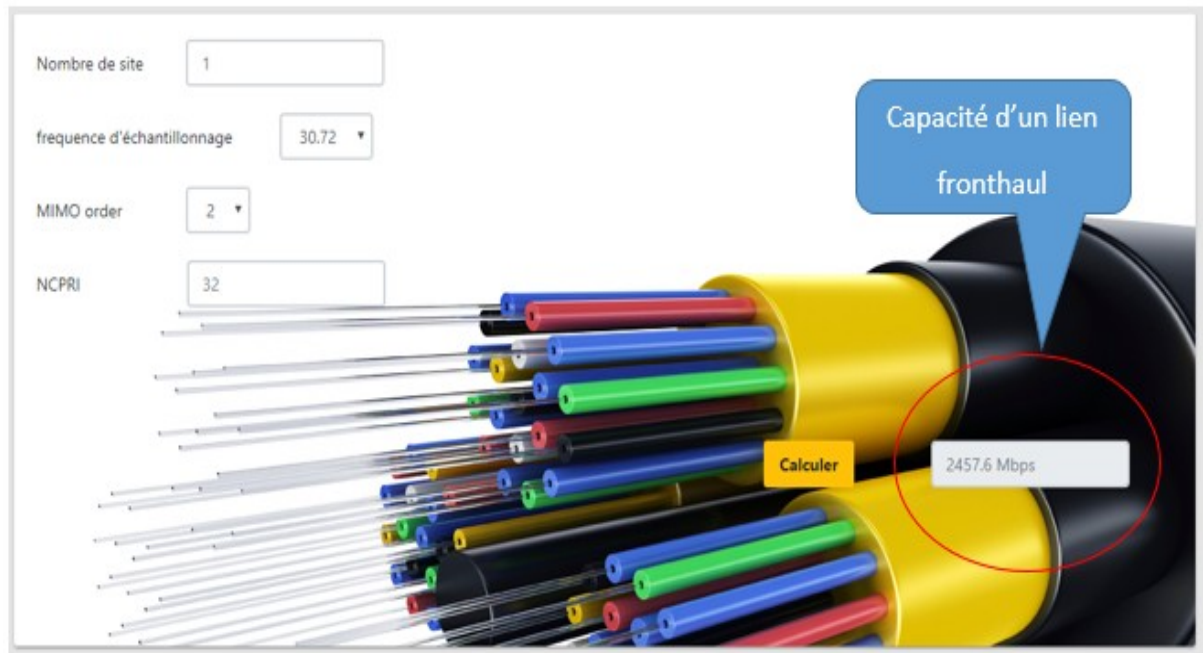 Nombre de site 1
frequence d'échantillonnage 30.72
MIMO order 2
NCPRI 32
Capacité d'un lien
fronthaul
Calculer 2457.6 Mbps